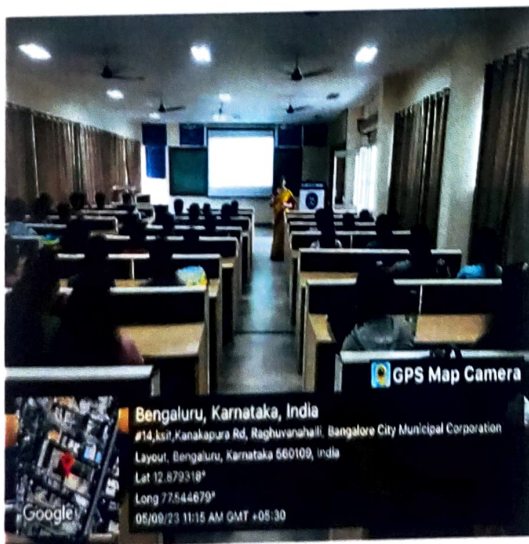 GPS Map Camera
Bengaluru, Karnataka, India
#14,ksit,Kanakapura Rd, Raghuvanahalli, Bangalore City Municipal Corporation
Layout, Bengaluru, Karnataka 560109, India
Lat 12.879318°
Long 77.544679°
05/09/23 11:15 AM GMT +05:30
Google